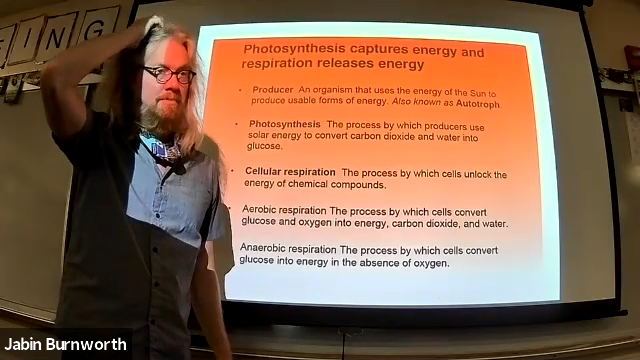 EING
Photosynthesis captures energy and
respiration releases energy
• Producer An organism that uses the energy of the Sun to
produce usable forms of energy. Also known as Autotroph
• Photosynthesis The process by which producers use
solar energy to convert carbon dioxide and water into
glucose.
• Cellular respiration The process by which cells unlock the
energy of chemical compounds.
Aerobic respiration The process by which cells convert
glucose and oxygen into energy, carbon dioxide, and water.
Anaerobic respiration The process by which cells convert
glucose into energy in the absence of oxygen.
Jabin Burnworth